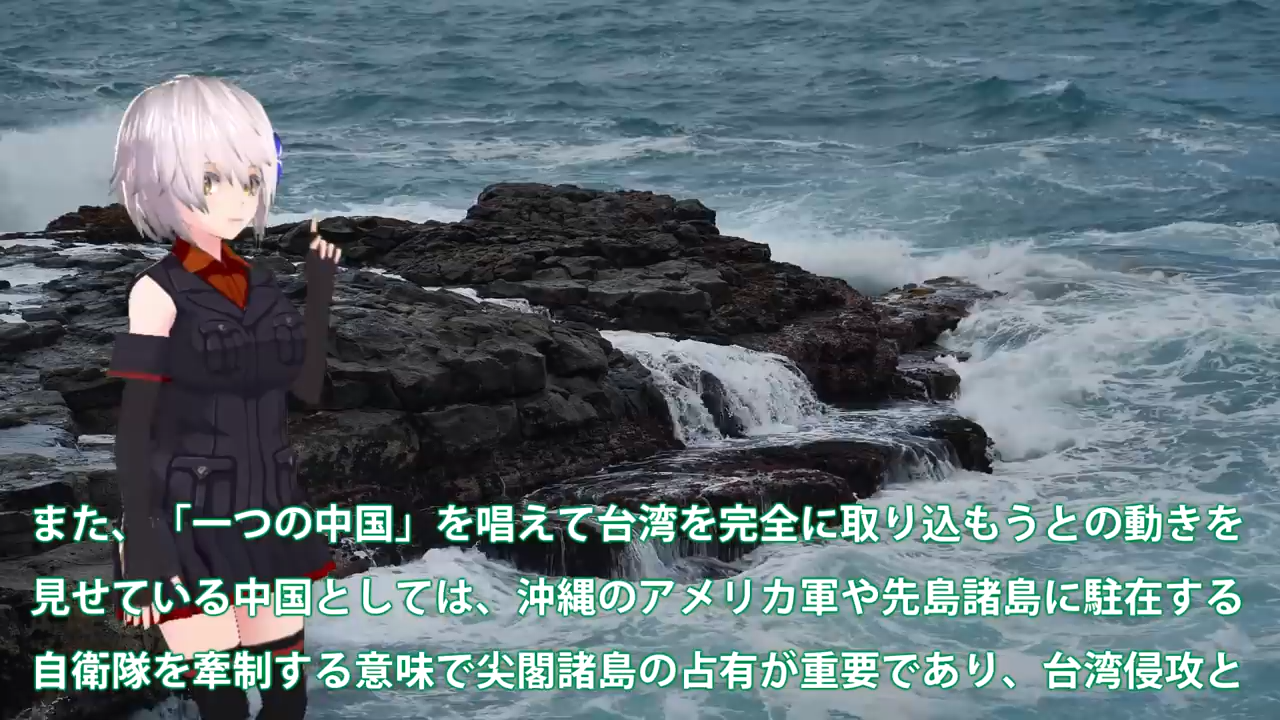 また、「一つの中国」を唱えて台湾を完全に取り込もうとの動きを
見せている中国としては、沖縄のアメリカ軍や先島諸島に駐在する
自衛隊を牽制する意味で尖閣諸島の占有が重要であり、台湾侵攻と